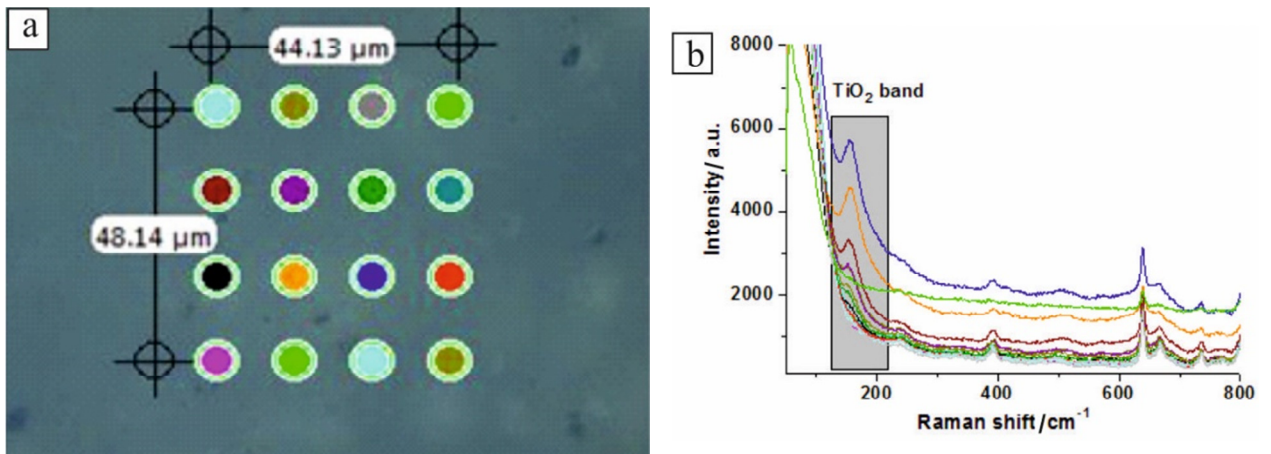 a
44.13 µm
48.14 µm
b
8000
TiO₂ band
6000
4000
2000
Intensity/ a.u.
200
400
600
800
Raman shift /cm⁻¹